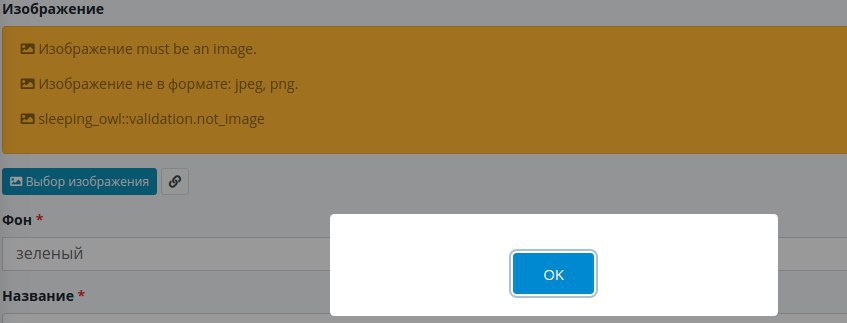 Изображение
Изображение must be an image.
Изображение не в формате: jpeg, png.
sleeping_owl::validation.not_image
Выбор изображения
Фон *
зеленый
OK
Название *